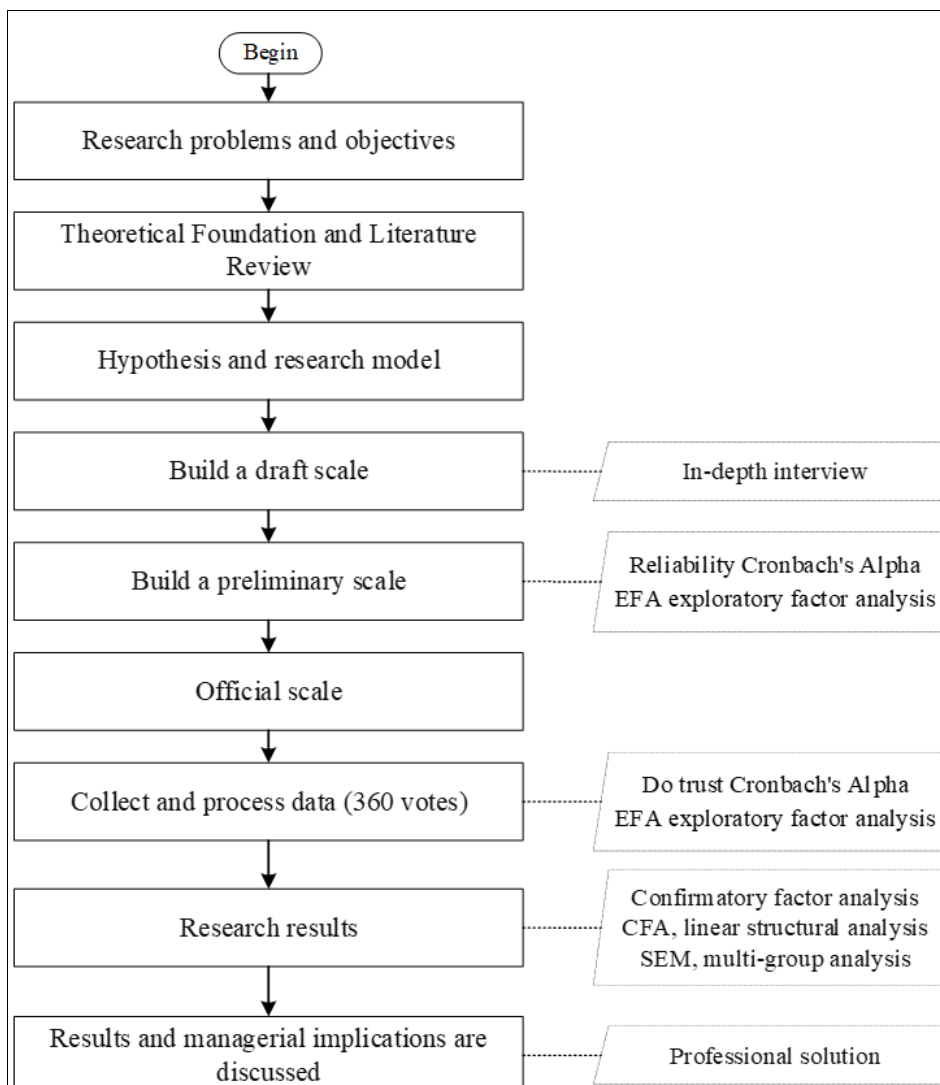 Begin
Research problems and objectives
Theoretical Foundation and Literature
Review
Hypothesis and research model
Build a draft scale
In-depth interview
Build a preliminary scale
Reliability Cronbach's Alpha
EFA exploratory factor analysis
Official scale
Collect and process data (360 votes)
Do trust Cronbach's Alpha
EFA exploratory factor analysis
Research results
Confirmatory factor analysis
CFA, linear structural analysis
SEM, multi-group analysis
Results and managerial implications are
discussed
Professional solution